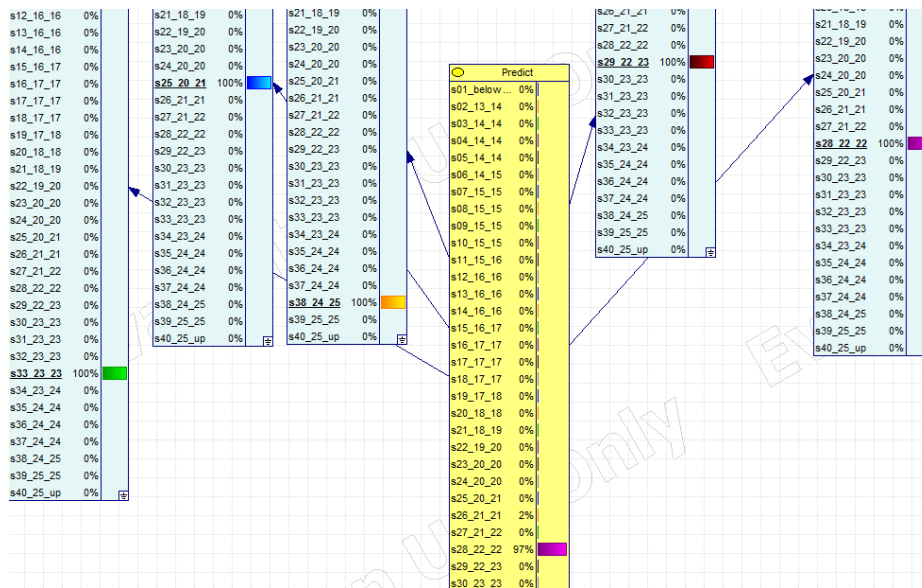 s12_16_16 0%
s13_16_16 0%
s14_16_16 0%
s15_16_17 0%
s16_17_17 0%
s17_17_17 0%
s18_17_17 0%
s19_17_18 0%
s20_18_18 0%
s21_18_19 0%
s22_19_20 0%
s23_20_20 0%
s24_20_20 0%
s25_20_21 0%
s26_21_21 0%
s27_21_22 0%
s28_22_22 0%
s29_22_23 0%
s30_23_23 0%
s31_23_23 0%
s32_23_23 0%
s33_23_23 100%
s34_23_24 0%
s35_24_24 0%
s36_24_24 0%
s37_24_24 0%
s38_24_25 0%
s39_25_25 0%
s40_25_up 0%
s21_18_19 0%
s22_19_20 0%
s23_20_20 0%
s24_20_20 0%
s25_20_21 100%
s26_21_21 0%
s27_21_22 0%
s28_22_22 0%
s29_22_23 0%
s30_23_23 0%
s31_23_23 0%
s32_23_23 0%
s33_23_23 0%
s34_23_24 0%
s35_24_24 0%
s36_24_24 0%
s37_24_24 0%
s38_24_25 0%
s39_25_25 0%
s40_25_up 0%
s21_18_19 0%
s22_19_20 0%
s23_20_20 0%
s24_20_20 0%
s25_20_21 0%
s26_21_21 0%
s27_21_22 0%
s28_22_22 0%
s29_22_23 0%
s30_23_23 0%
s31_23_23 0%
s32_23_23 0%
s33_23_23 0%
s34_23_24 0%
s35_24_24 0%
s36_24_24 0%
s37_24_24 0%
s38_24_25 100%
s39_25_25 0%
s40_25_up 0%
Predict
s01_below... 0%
s02_13_14 0%
s03_14_14 0%
s04_14_14 0%
s05_14_14 0%
s06_14_15 0%
s07_15_15 0%
s08_15_15 0%
s09_15_15 0%
s10_15_15 0%
s11_15_16 0%
s12_16_16 0%
s13_16_16 0%
s14_16_16 0%
s15_16_17 0%
s16_17_17 0%
s17_17_17 0%
s18_17_17 0%
s19_17_18 0%
s20_18_18 0%
s21_18_19 0%
s22_19_20 0%
s23_20_20 0%
s24_20_20 0%
s25_20_21 0%
s26_21_21 2%
s27_21_22 0%
s28_22_22 97%
s29_22_23 0%
s30_23_23 0%
s26_21_21 0%
s27_21_22 0%
s28_22_22 0%
s29_22_23 100%
s30_23_23 0%
s31_23_23 0%
s32_23_23 0%
s33_23_23 0%
s34_23_24 0%
s35_24_24 0%
s36_24_24 0%
s37_24_24 0%
s38_24_25 0%
s39_25_25 0%
s40_25_up 0%
s21_18_19 0%
s22_19_20 0%
s23_20_20 0%
s24_20_20 0%
s25_20_21 0%
s26_21_21 0%
s27_21_22 0%
s28_22_22 100%
s29_22_23 0%
s30_23_23 0%
s31_23_23 0%
s32_23_23 0%
s33_23_23 0%
s34_23_24 0%
s35_24_24 0%
s36_24_24 0%
s37_24_24 0%
s38_24_25 0%
s39_25_25 0%
s40_25_up 0%
only